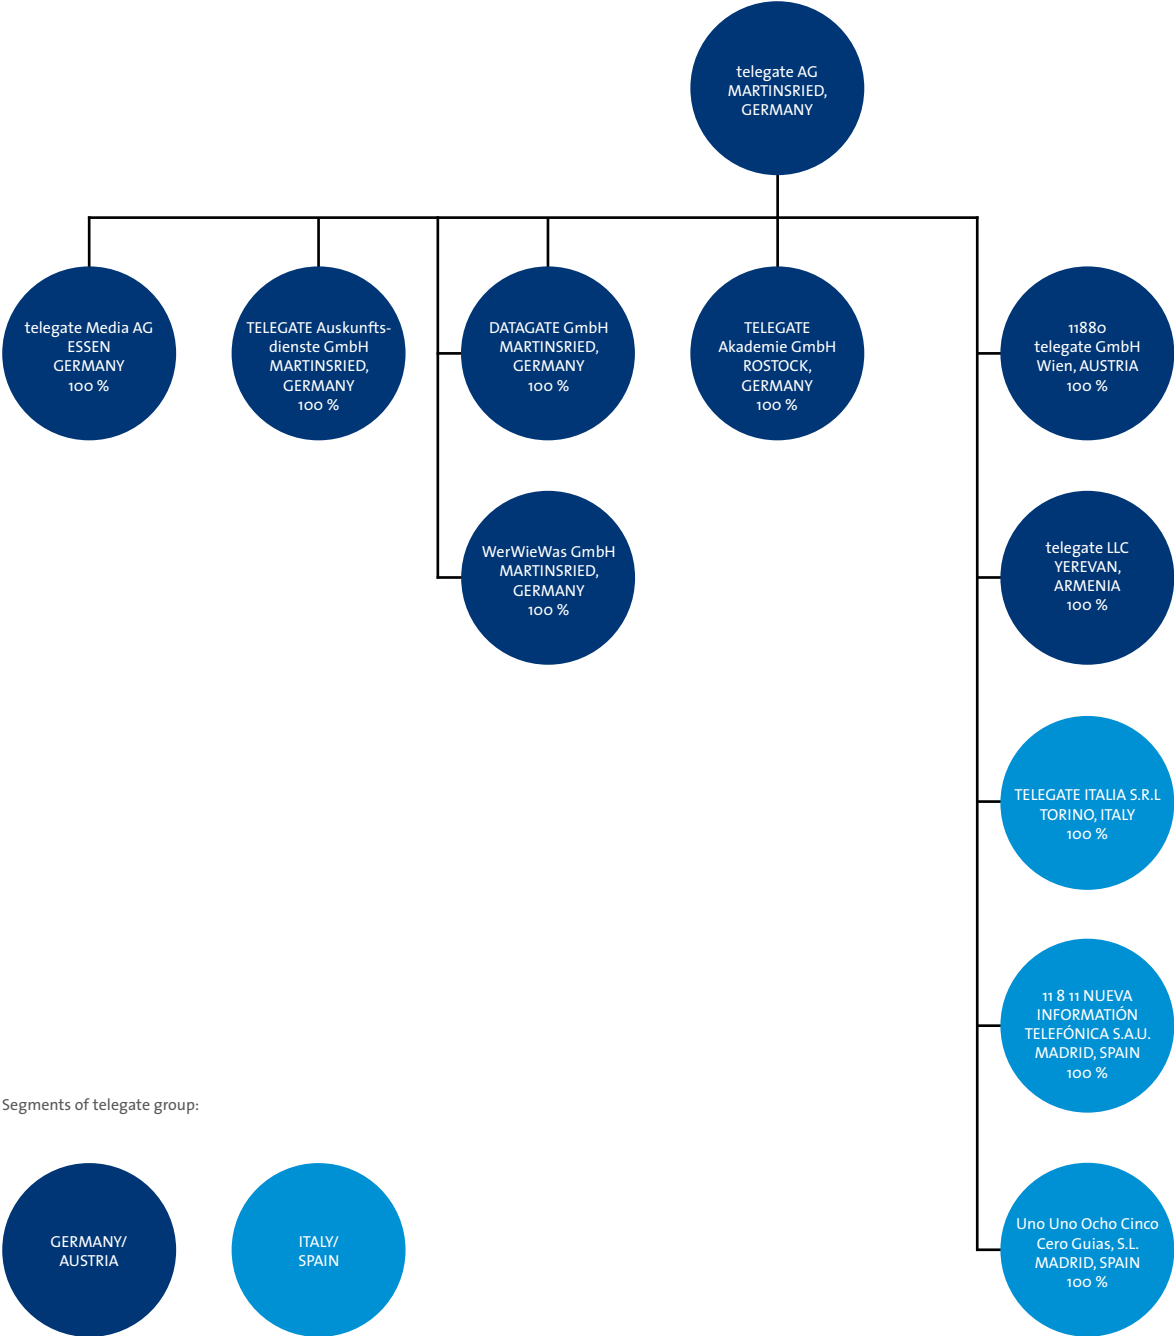 telegate AG
MARTINSRIED,
GERMANY
telegate Media AG
ESSEN
GERMANY
100 %
TELEGATE Auskunfts-
dienste GmbH
MARTINSRIED,
GERMANY
100 %
DATAGATE GmbH
MARTINSRIED,
GERMANY
100 %
TELEGATE
Akademie GmbH
ROSTOCK,
GERMANY
100 %
11880
telegate GmbH
Wien, AUSTRIA
100 %
WerWieWas GmbH
MARTINSRIED,
GERMANY
100 %
telegate LLC
YEREVAN,
ARMENIA
100 %
TELEGATE ITALIA S.R.L
TORINO, ITALY
100 %
11 8 11 NUEVA
INFORMATIÓN
TELEFÓNICA S.A.U.
MADRID, SPAIN
100 %
Segments of telegate group:
GERMANY/
AUSTRIA
ITALY/
SPAIN
Uno Uno Ocho Cinco
Cero Guias, S.L.
MADRID, SPAIN
100 %